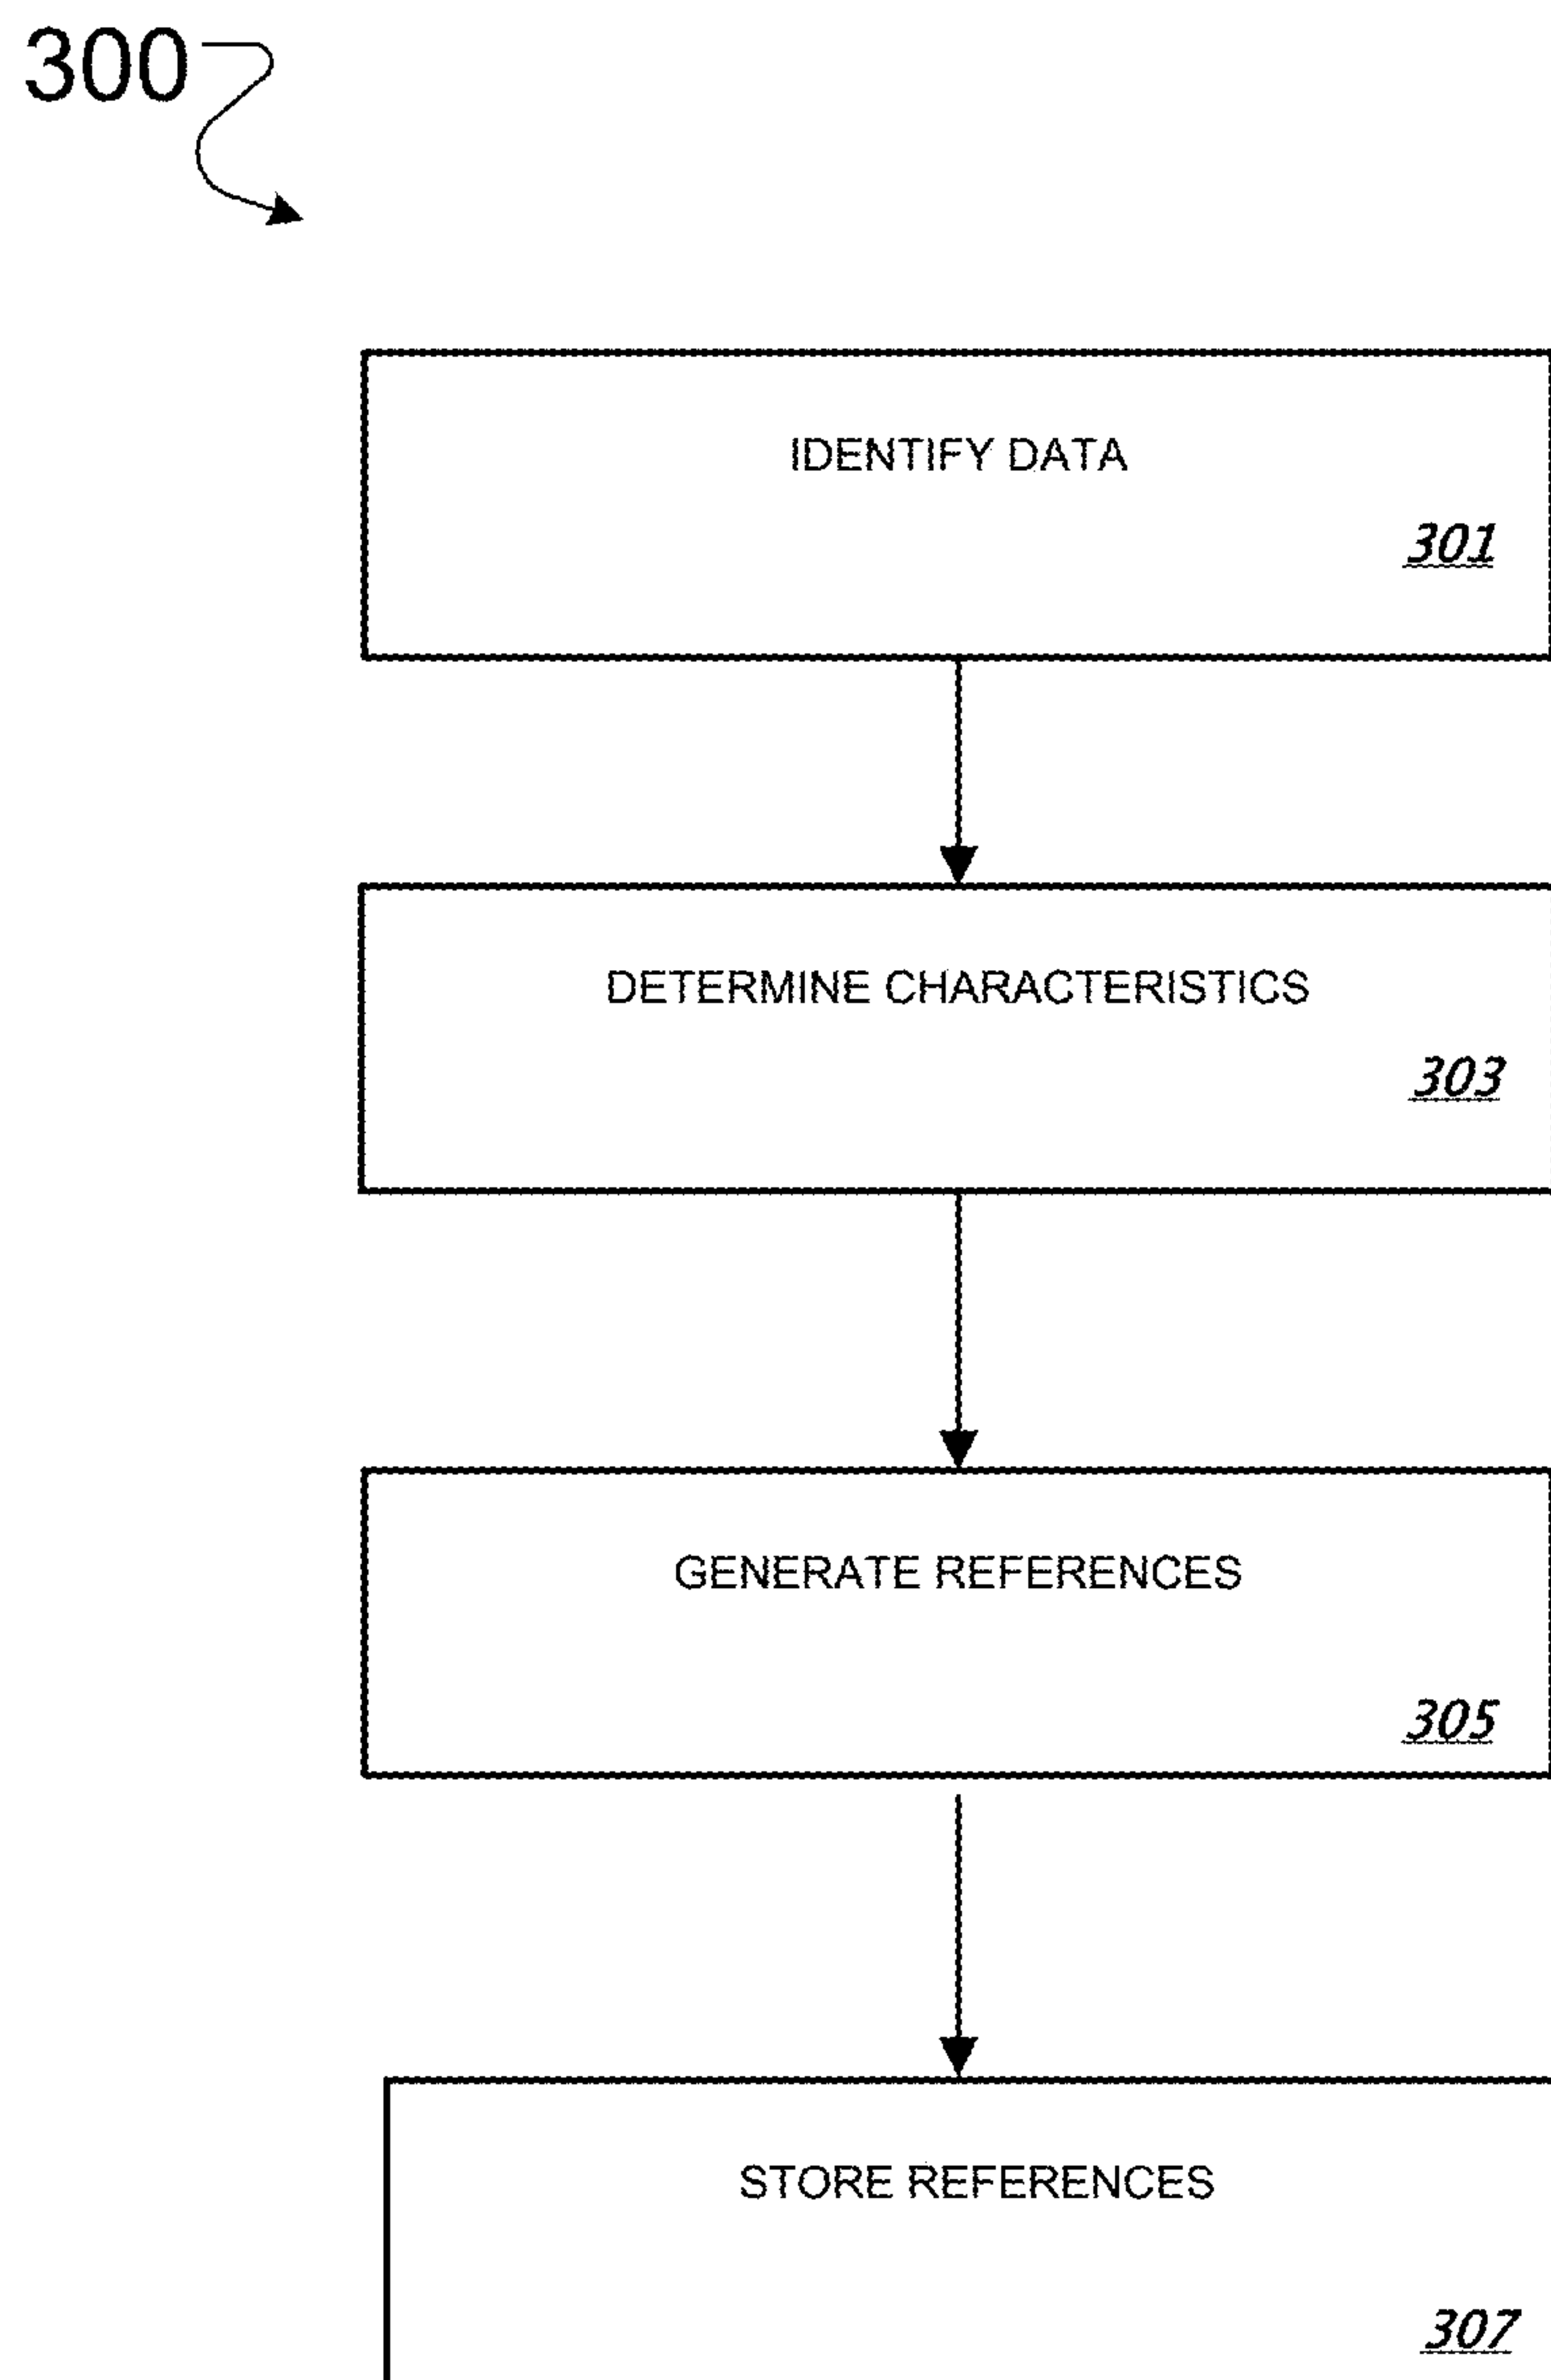 300
IDENTIFY DATA
301
DETERMINE CHARACTERISTICS
303
GENERATE REFERENCES
305
STORE REFERENCES
307